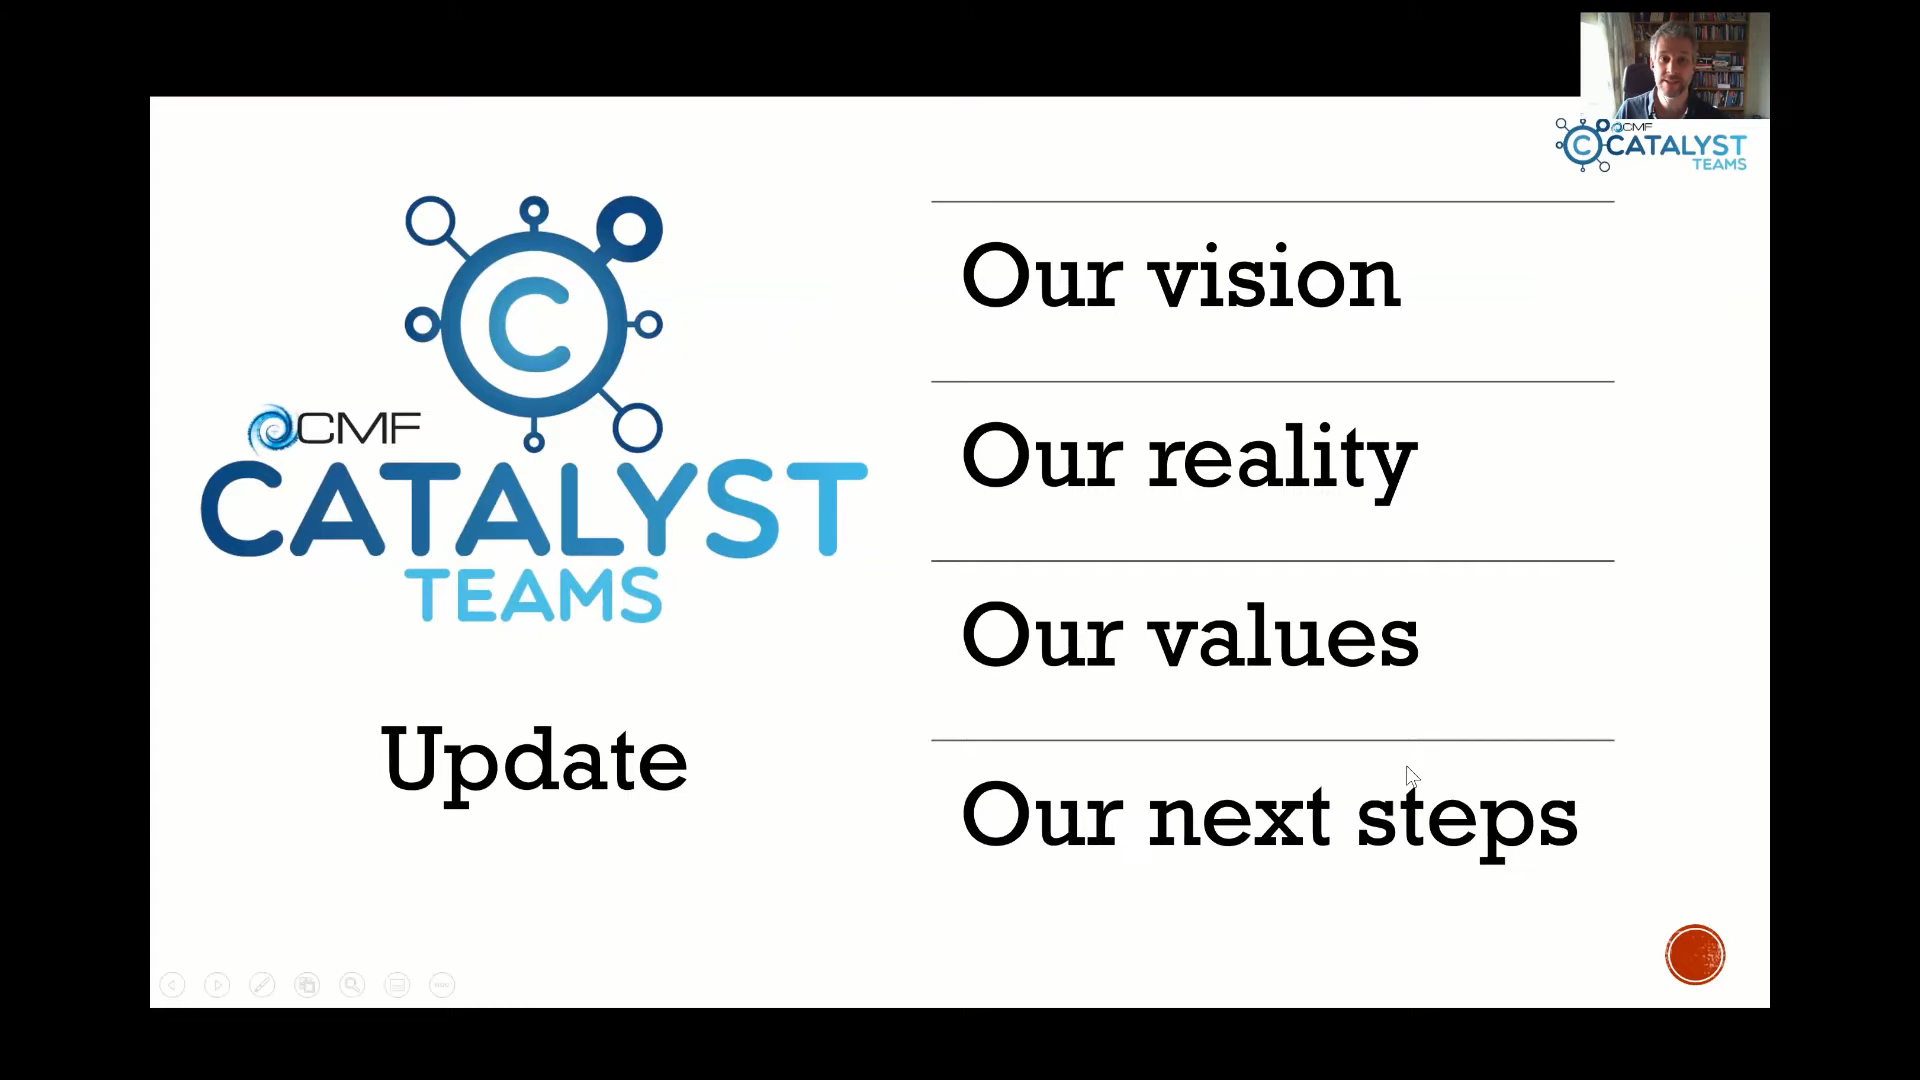 CMF
CATALYST
TEAMS
C
C
CMF
CATALYST
TEAMS
Update
Our vision
Our reality
Our values
Our next steps